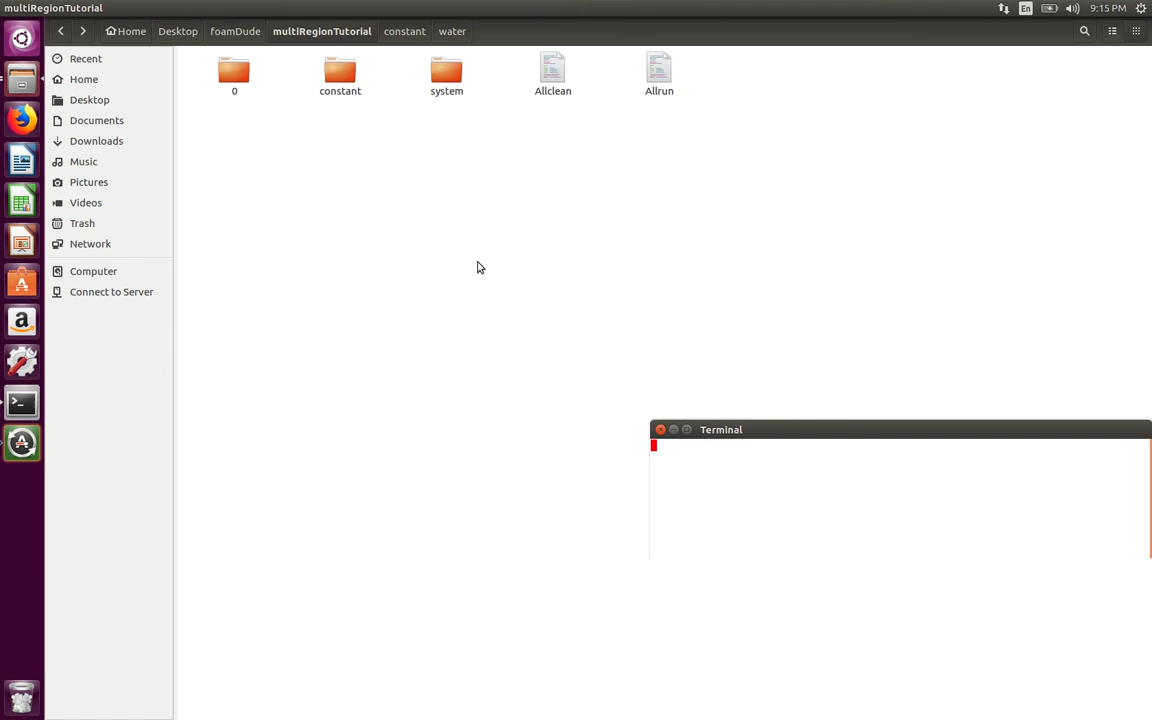 multiRegionTutorial
En
9:15 PM
Home
Desktop
foamDude
multiRegionTutorial
constant
water
Recent
Home
Desktop
Documents
Downloads
Music
Pictures
Videos
Trash
Network
Computer
Connect to Server
0
constant
system
Allclean
Allrun
Terminal